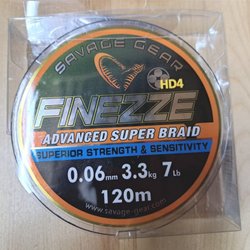 SAVAGE GEAR
HD4
FINEZZE
ADVANCED SUPER BRAID
SUPERIOR STRENGTH & SENSITIVITY
0.06mm 3.3kg 7Lb
120m
www.savage-gear.com